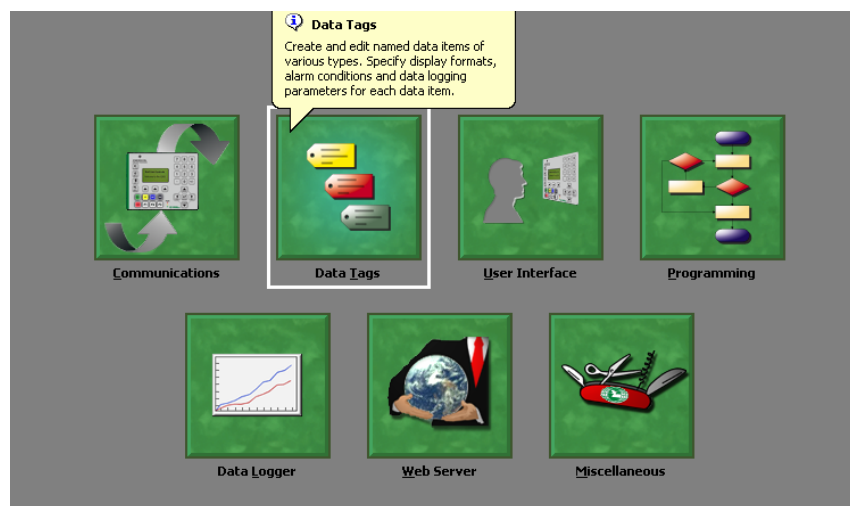 Data Tags
Create and edit named data items of
various types. Specify display formats,
alarm conditions and data logging
parameters for each data item.
Communications
Data Tags
User Interface
Programming
Data Logger
Web Server
Miscellaneous